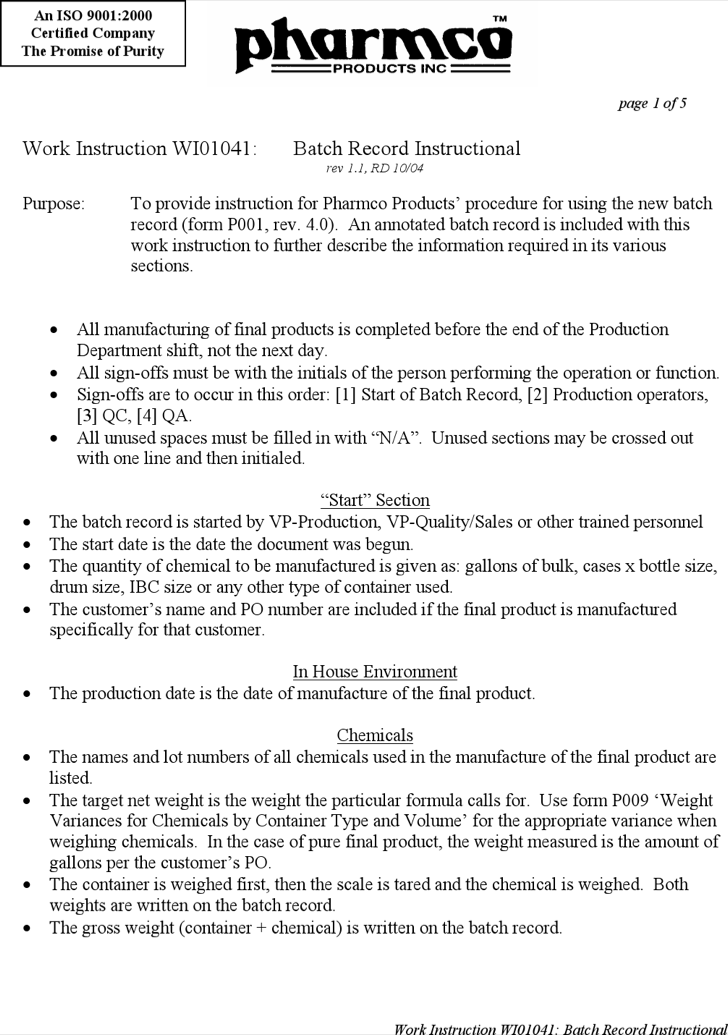 An ISO 9001:2000
Certified Company
The Promise of Purity
pharmco™
PRODUCTS INC
page 1 of 5
Work Instruction WI01041: Batch Record Instructional
rev 1.1, RD 10/04
Purpose: To provide instruction for Pharmco Products’ procedure for using the new batch
record (form P001, rev. 4.0). An annotated batch record is included with this
work instruction to further describe the information required in its various
sections.
• All manufacturing of final products is completed before the end of the Production
Department shift, not the next day.
• All sign-offs must be with the initials of the person performing the operation or function.
• Sign-offs are to occur in this order: [1] Start of Batch Record, [2] Production operators,
[3] QC, [4] QA.
• All unused spaces must be filled in with “N/A”. Unused sections may be crossed out
with one line and then initialed.
“Start” Section
• The batch record is started by VP-Production, VP-Quality/Sales or other trained personnel
• The start date is the date the document was begun.
• The quantity of chemical to be manufactured is given as: gallons of bulk, cases x bottle size,
drum size, IBC size or any other type of container used.
• The customer’s name and PO number are included if the final product is manufactured
specifically for that customer.
In House Environment
• The production date is the date of manufacture of the final product.
Chemicals
• The names and lot numbers of all chemicals used in the manufacture of the final product are
listed.
• The target net weight is the weight the particular formula calls for. Use form P009 ‘Weight
Variances for Chemicals by Container Type and Volume’ for the appropriate variance when
weighing chemicals. In the case of pure final product, the weight measured is the amount of
gallons per the customer’s PO.
• The container is weighed first, then the scale is tared and the chemical is weighed. Both
weights are written on the batch record.
• The gross weight (container + chemical) is written on the batch record.
Work Instruction WI01041: Batch Record Instructional